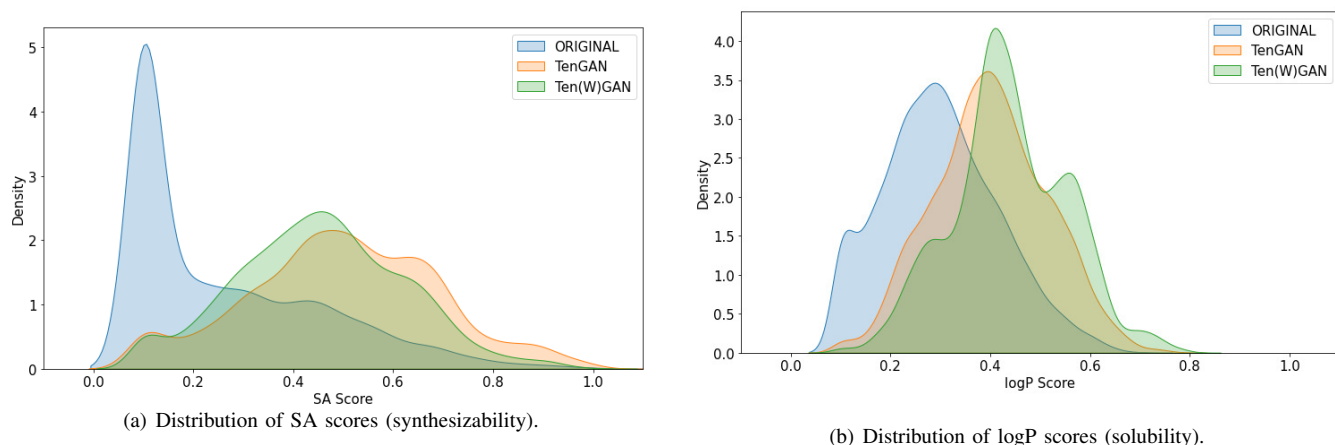 5
4
3
2
1
0
Density
0.0 0.2 0.4 0.6 0.8 1.0
SA Score
ORIGINAL
TenGAN
Ten(W)GAN
(a) Distribution of SA scores (synthesizability).
4.0
3.5
3.0
2.5
2.0
1.5
1.0
0.5
0.0
Density
0.0 0.2 0.4 0.6 0.8 1.0
logP Score
ORIGINAL
TenGAN
Ten(W)GAN
(b) Distribution of logP scores (solubility).